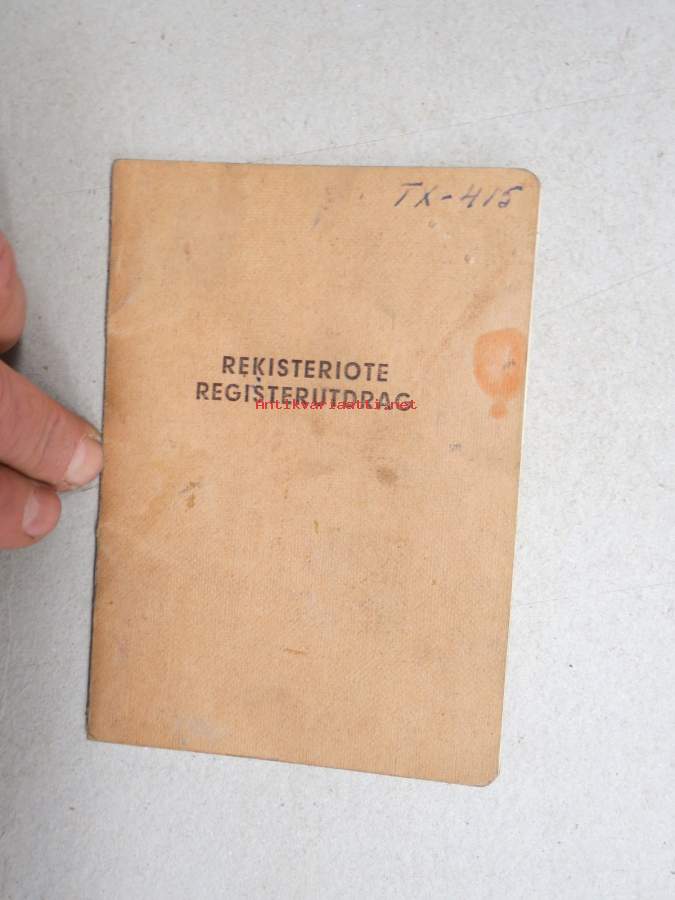 TX-415
REKISTERIOTE
REGISTERUTDRAG
Antikvariaatti.net